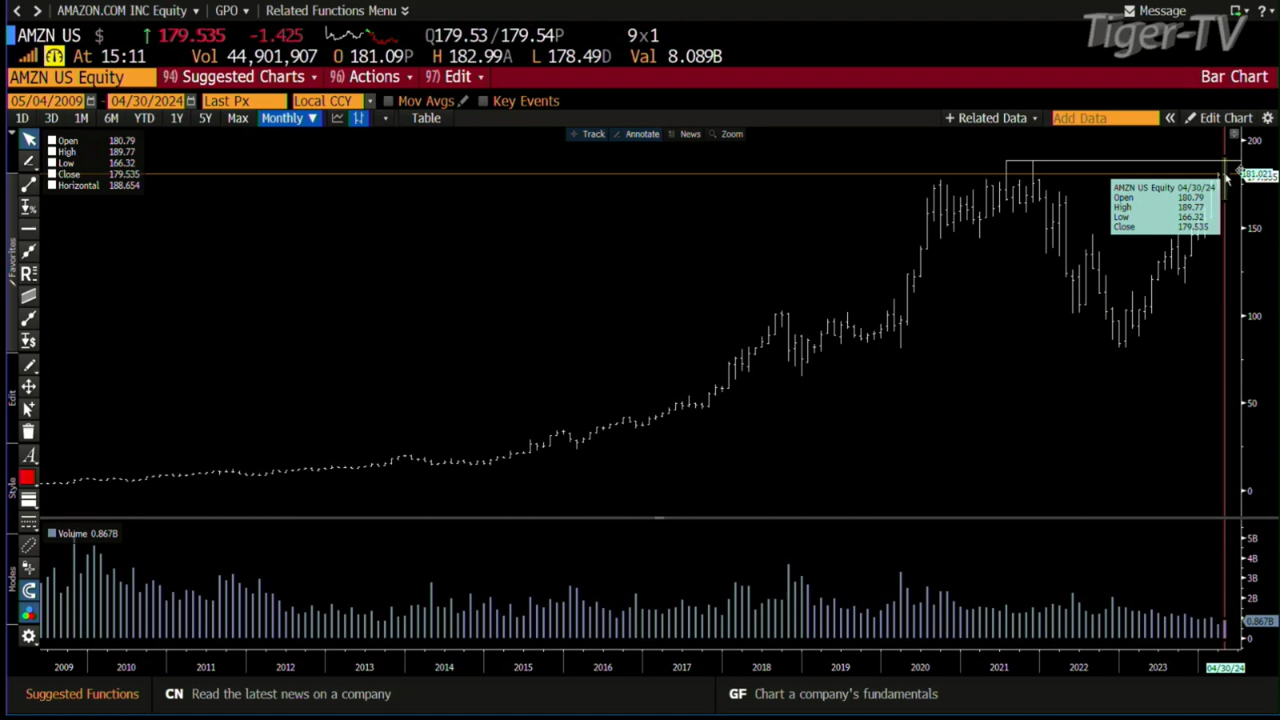 AMAZON.COM INC Equity GPO Related Functions Menu Message
Tiger-TV
AMZN US $ 179.535 -1.425 Q179.53 / 179.54P 9x1
At 15:11 Vol 44,901,907 O 181.09P H 182.99A L 178.49D Val 8.089B
AMZN US Equity 94) Suggested Charts 96) Actions 97) Edit Bar Chart
05/04/2009 04/30/2024 Last Px Local CCY Mov Avgs Key Events
1D 3D 1M 6M YTD 1Y 5Y Max Monthly ▼ Table + Related Data Add Data « Edit Chart
Track Annotate News Zoom
Open 180.79
High 189.77
Low 166.32
Close 179.535
Horizontal 188.654
200
181.021
AMZN US Equity 04/30/24
Open 180.79
High 189.77
Low 166.32
Close 179.535
150
100
50
0
Favorites
Edit
Style
Modes
Volume 0.867B
5B
4B
3B
2B
0.867B
0
2009 2010 2011 2012 2013 2014 2015 2016 2017 2018 2019 2020 2021 2022 2023 04/30/24
Suggested Functions CN Read the latest news on a company GF Chart a company's fundamentals